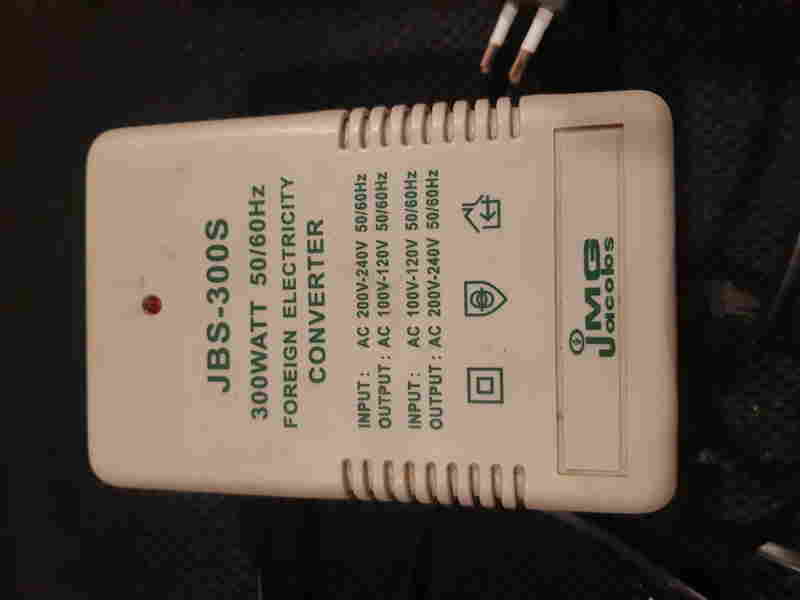 JBS-300S
300WATT 50/60Hz
FOREIGN ELECTRICITY
CONVERTER
INPUT : AC 200V-240V 50/60Hz
OUTPUT : AC 100V-120V 50/60Hz
INPUT : AC 100V-120V 50/60Hz
OUTPUT : AC 200V-240V 50/60Hz
JMG
Jacobs